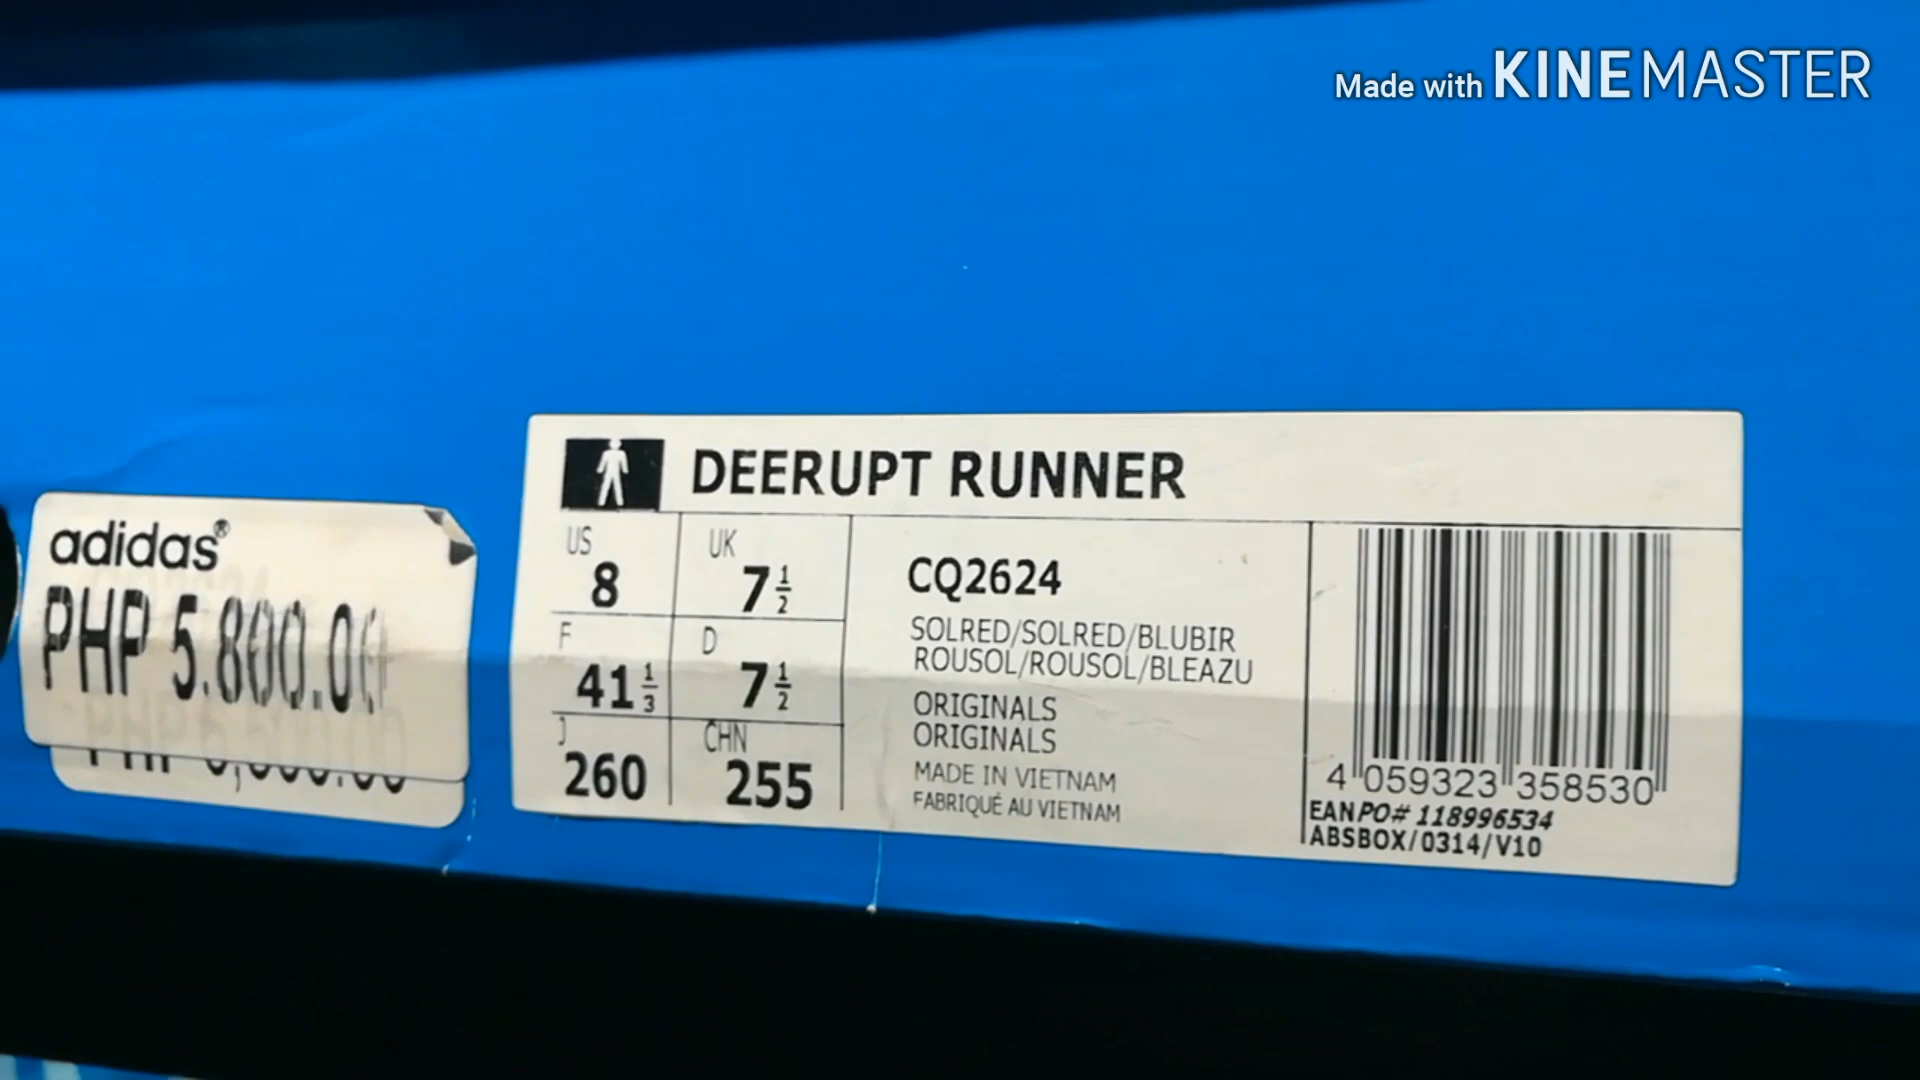 Made with KINEMASTER
adidas®
PHP 5.800.00
DEERUPT RUNNER
US
8
UK
7 1/2
F
41 1/3
D
7 1/2
J
260
CHN
255
CQ2624
SOLRED/SOLRED/BLUBIR
ROUSOL/ROUSOL/BLEAZU
ORIGINALS
ORIGINALS
MADE IN VIETNAM
FABRIQUÉ AU VIETNAM
4 059323 358530
EAN PO# 118996534
ABSBOX/0314/V10